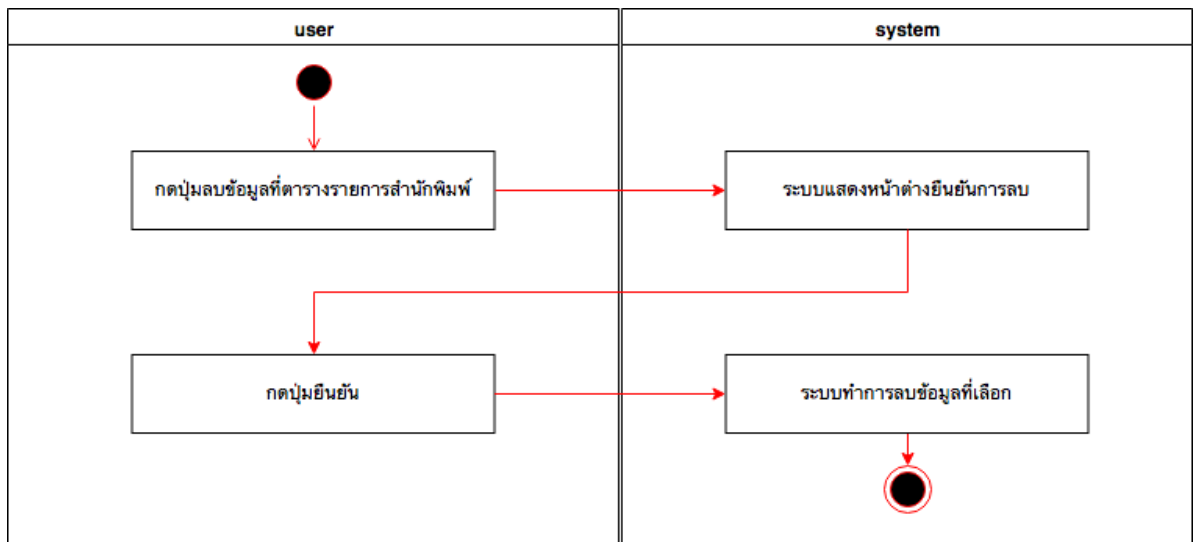 user
system
กดปุ่มลบข้อมูลที่ตารางรายการสำนักพิมพ์
ระบบแสดงหน้าต่างยืนยันการลบ
กดปุ่มยืนยัน
ระบบทำการลบข้อมูลที่เลือก